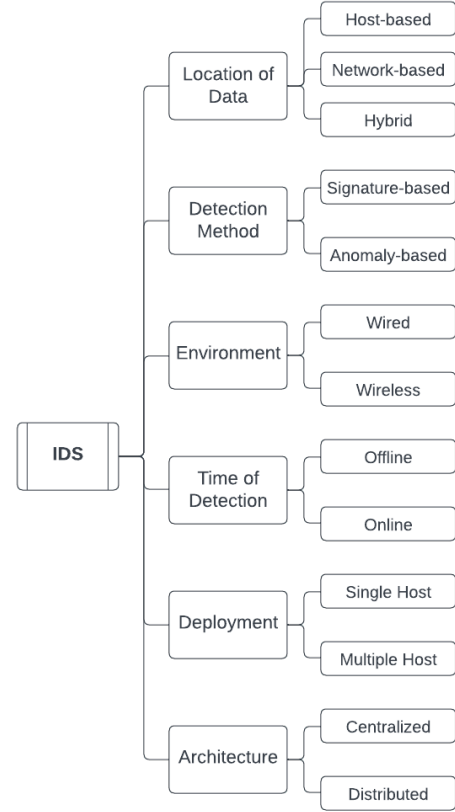 IDS
Location of
Data
Host-based
Network-based
Hybrid
Detection
Method
Signature-based
Anomaly-based
Environment
Wired
Wireless
Time of
Detection
Offline
Online
Deployment
Single Host
Multiple Host
Architecture
Centralized
Distributed